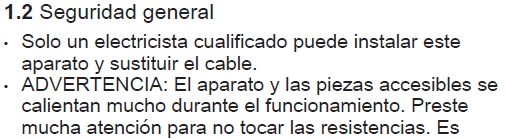 1.2 Seguridad general
• Solo un electricista cualificado puede instalar este
aparato y sustituir el cable.
• ADVERTENCIA: El aparato y las piezas accesibles se
calientan mucho durante el funcionamiento. Preste
mucha atención para no tocar las resistencias. Es